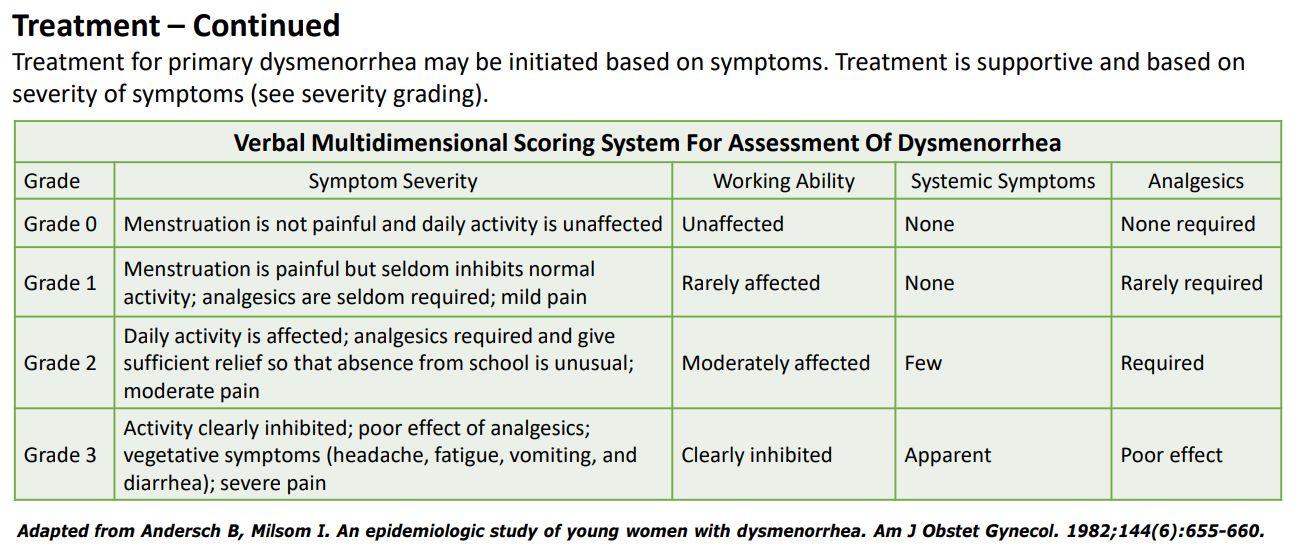 Treatment – Continued
Treatment for primary dysmenorrhea may be initiated based on symptoms. Treatment is supportive and based on
severity of symptoms (see severity grading).
Verbal Multidimensional Scoring System For Assessment Of Dysmenorrhea
Grade Symptom Severity Working Ability Systemic Symptoms Analgesics
Grade 0 Menstruation is not painful and daily activity is unaffected Unaffected None None required
Grade 1 Menstruation is painful but seldom inhibits normal
activity; analgesics are seldom required; mild pain Rarely affected None Rarely required
Grade 2 Daily activity is affected; analgesics required and give
sufficient relief so that absence from school is unusual;
moderate pain Moderately affected Few Required
Grade 3 Activity clearly inhibited; poor effect of analgesics;
vegetative symptoms (headache, fatigue, vomiting, and
diarrhea); severe pain Clearly inhibited Apparent Poor effect
Adapted from Andersch B, Milsom I. An epidemiologic study of young women with dysmenorrhea. Am J Obstet Gynecol. 1982;144(6):655-660.